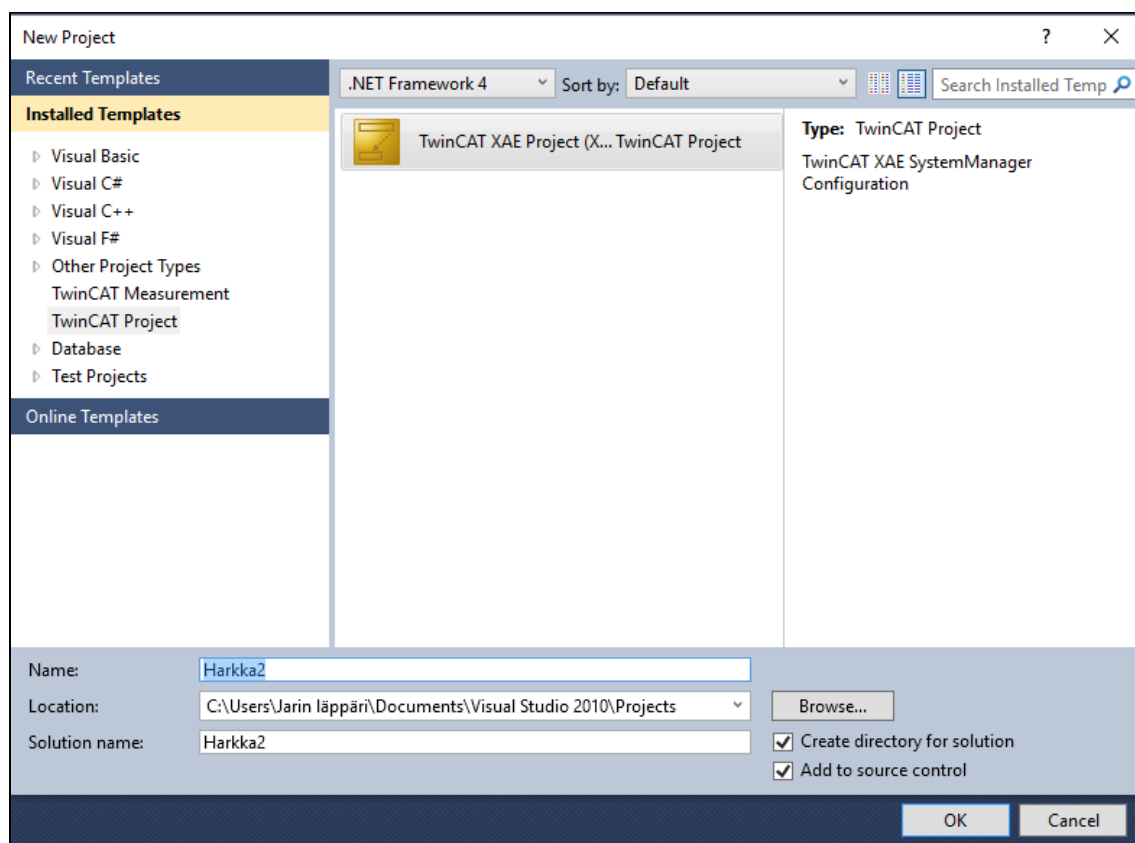 New Project
?
Recent Templates
.NET Framework 4
Sort by:
Default
Search Installed Temp
Installed Templates
Visual Basic
Visual C#
Visual C++
Visual F#
Other Project Types
TwinCAT Measurement
TwinCAT Project
Database
Test Projects
Online Templates
TwinCAT XAE Project (X... TwinCAT Project
Type: TwinCAT Project
TwinCAT XAE SystemManager
Configuration
Name:
Harkka2
Location:
C:\Users\Jarin läppäri\Documents\Visual Studio 2010\Projects
Browse...
Solution name:
Harkka2
Create directory for solution
Add to source control
OK
Cancel